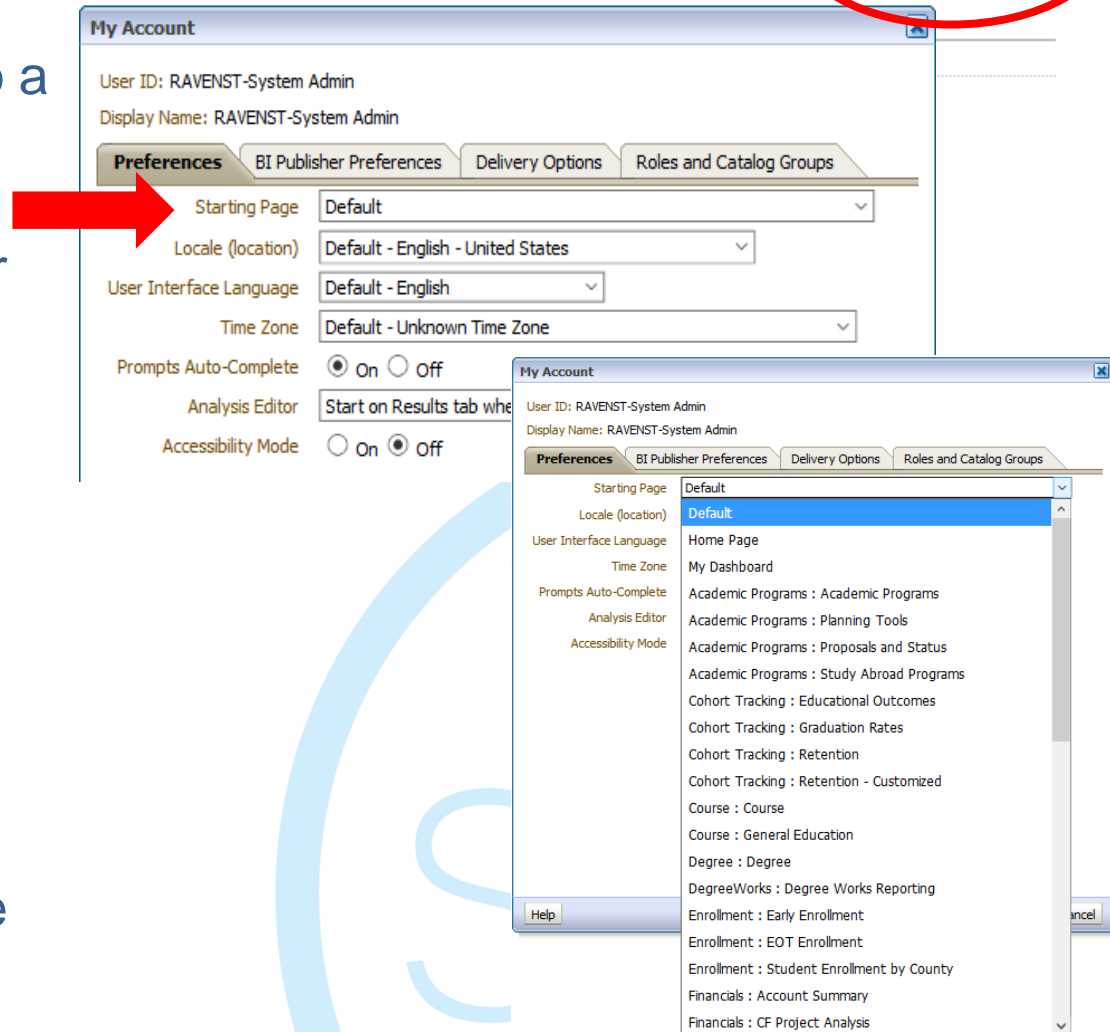 My Account
User ID: RAVENST-System Admin
Display Name: RAVENST-System Admin
Preferences BI Publisher Preferences Delivery Options Roles and Catalog Groups
Starting Page Default
Locale (location) Default - English - United States
User Interface Language Default - English
Time Zone Default - Unknown Time Zone
Prompts Auto-Complete On Off
Analysis Editor Start on Results tab
Accessibility Mode On Off
a
My Account
User ID: RAVENST-System Admin
Display Name: RAVENST-System Admin
Preferences BI Publisher Preferences Delivery Options Roles and Catalog Groups
Starting Page Default
Locale (location)
User Interface Language
Time Zone
Prompts Auto-Complete
Analysis Editor
Accessibility Mode
Default
Home Page
My Dashboard
Academic Programs : Academic Programs
Academic Programs : Planning Tools
Academic Programs : Proposals and Status
Academic Programs : Study Abroad Programs
Cohort Tracking : Educational Outcomes
Cohort Tracking : Graduation Rates
Cohort Tracking : Retention
Cohort Tracking : Retention - Customized
Course : Course
Course : General Education
Degree : Degree
DegreeWorks : Degree Works Reporting
Enrollment : Early Enrollment
Enrollment : EOT Enrollment
Enrollment : Student Enrollment by County
Financials : Account Summary
Financials : CF Project Analysis
Help